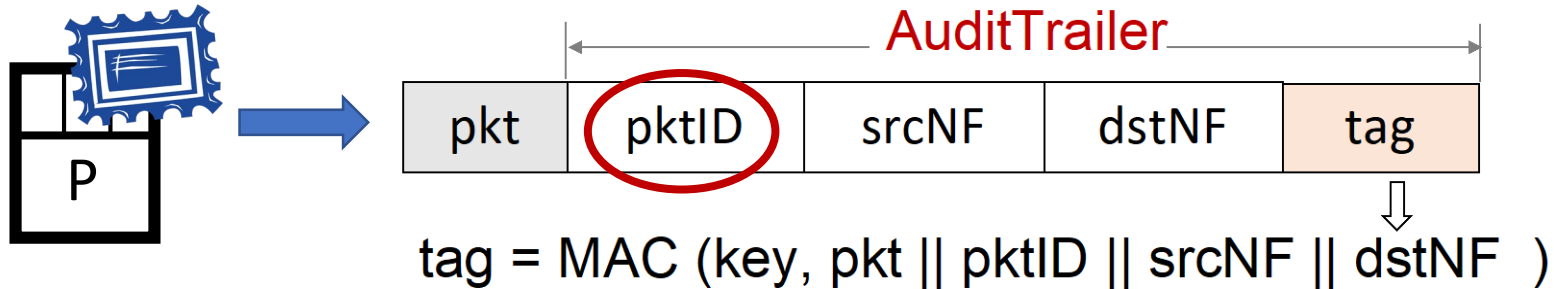 AuditTrailer
P
pkt pktID srcNF dstNF tag
tag = MAC (key, pkt || pktID || srcNF || dstNF )